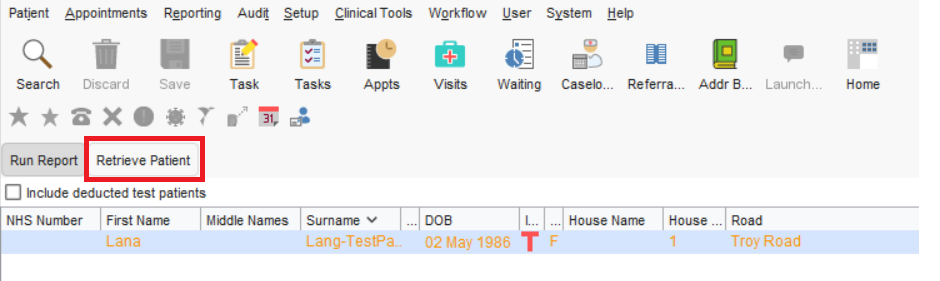 Patient Appointments Reporting Audit Setup Clinical Tools Workflow User System Help
Search Discard Save Task Tasks Appts Visits Waiting Caselo... Referra... Addr B... Launch... Home
31,
Run Report Retrieve Patient
Include deducted test patients
NHS Number First Name Middle Names Surname ... DOB I... ... House Name House ... Road
Lana Lang-TestPa.. 02 May 1986 T F 1 Troy Road